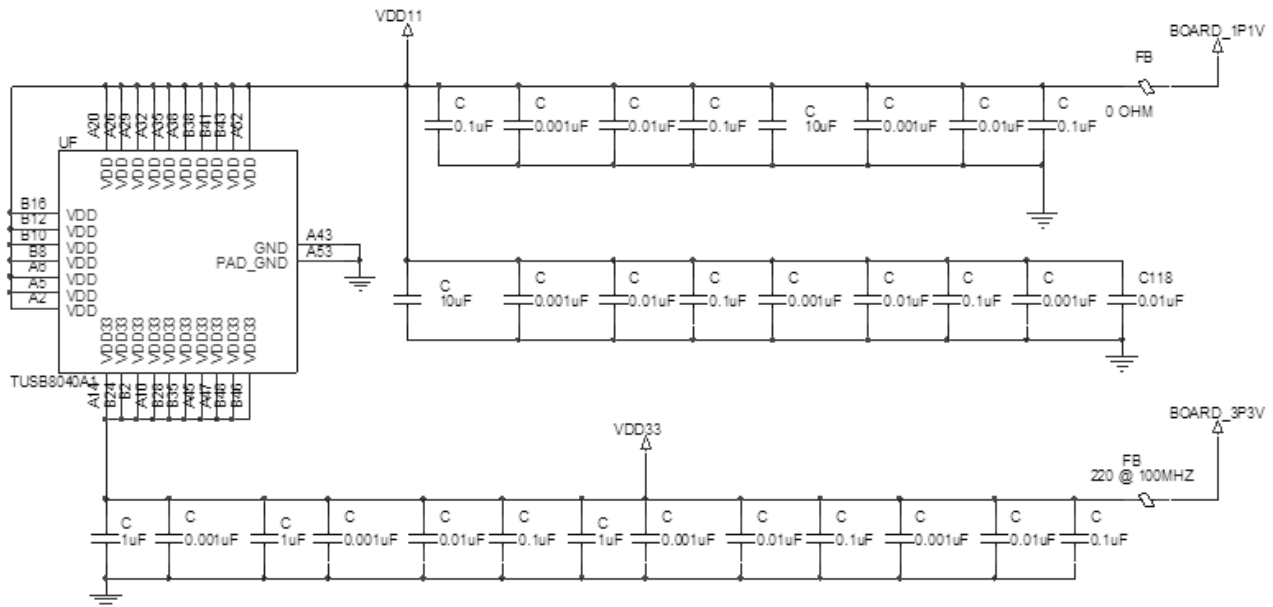 VDD11
BOARD_1P1V
FB
0 OHM
C 0.1uF
C 0.001uF
C 0.01uF
C 0.1uF
C 10uF
C 0.001uF
C 0.01uF
C 0.1uF
A20
A26
A29
A32
A35
A38
B38
B41
B43
A52
UF
VDD
VDD
VDD
VDD
VDD
VDD
VDD
VDD
VDD
VDD
B16 VDD
B12 VDD
B10 VDD
B8 VDD
A6 VDD
A5 VDD
A2 VDD
GND A43
PAD_GND A53
C 10uF
C 0.001uF
C 0.01uF
C 0.1uF
C 0.001uF
C 0.01uF
C 0.1uF
C 0.001uF
C118 0.01uF
VDD33
VDD33
VDD33
VDD33
VDD33
VDD33
VDD33
VDD33
VDD33
VDD33
TUSB8040A1
A14
B24
B2
A10
B28
B35
A45
A47
B48
B46
VDD33
BOARD_3P3V
FB
220 @ 100MHZ
C 1uF
C 0.001uF
C 1uF
C 0.001uF
C 0.01uF
C 0.1uF
C 1uF
C 0.001uF
C 0.01uF
C 0.1uF
C 0.001uF
C 0.01uF
C 0.1uF